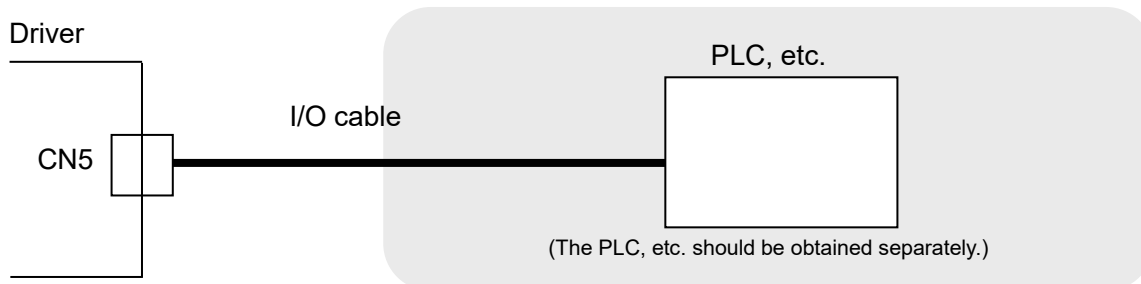 Driver
PLC, etc.
I/O cable
CN5
(The PLC, etc. should be obtained separately.)